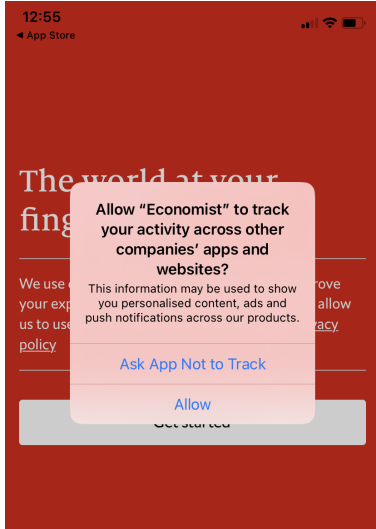 12:55
◀ App Store
The world at your
fing
Allow “Economist” to track
your activity across other
companies’ apps and
websites?
This information may be used to show
you personalised content, ads and
push notifications across our products.
We use
rove
your exp
allow
us to use
vacy
policy
Ask App Not to Track
Allow
Get started